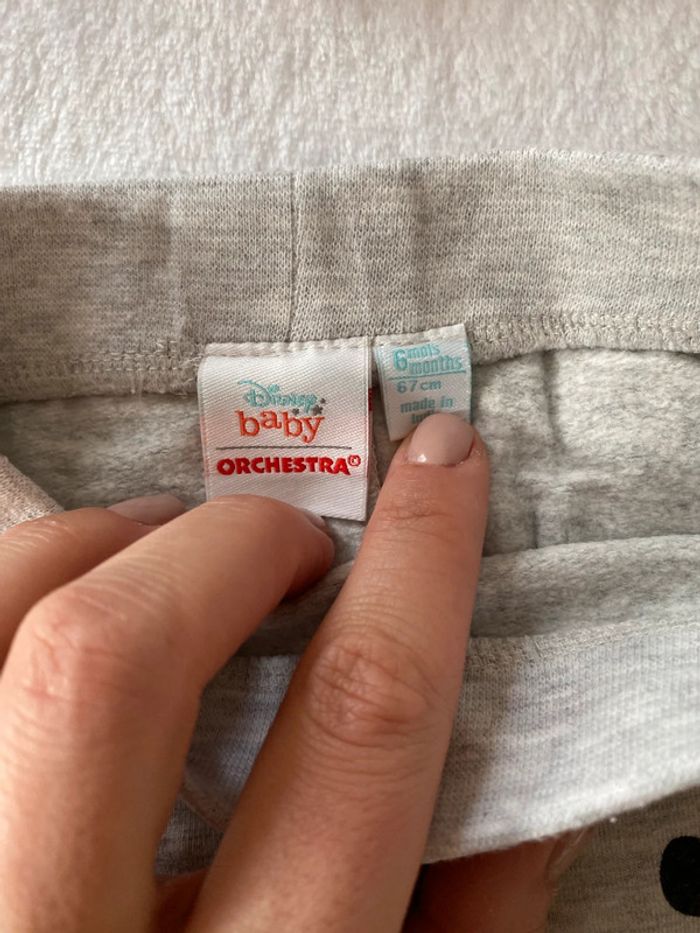 Disney
baby
ORCHESTRA®
6 mois
months
67 cm
made in